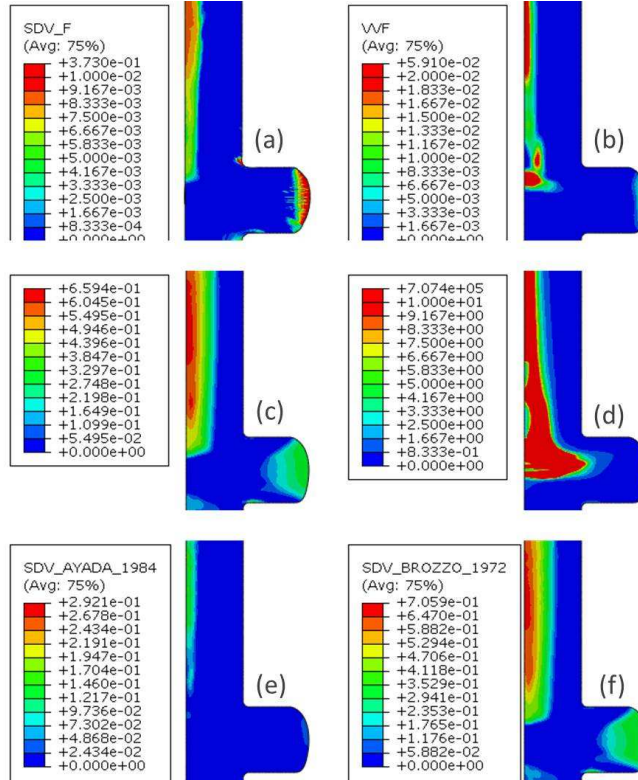 SDV_F
(Avg: 75%)
+3.730e-01
+1.000e-02
+9.167e-03
+8.333e-03
+7.500e-03
+6.667e-03
+5.833e-03
+5.000e-03
+4.167e-03
+3.333e-03
+2.500e-03
+1.667e-03
+8.333e-04
+0.000e+00
(a)
VVF
(Avg: 75%)
+5.910e-02
+2.000e-02
+1.833e-02
+1.667e-02
+1.500e-02
+1.333e-02
+1.167e-02
+1.000e-02
+8.333e-03
+6.667e-03
+5.000e-03
+3.333e-03
+1.667e-03
+0.000e+00
(b)
+6.594e-01
+6.045e-01
+5.495e-01
+4.946e-01
+4.396e-01
+3.847e-01
+3.297e-01
+2.748e-01
+2.198e-01
+1.649e-01
+1.099e-01
+5.495e-02
+0.000e+00
(c)
+7.074e+05
+1.000e+01
+9.167e+00
+8.333e+00
+7.500e+00
+6.667e+00
+5.833e+00
+5.000e+00
+4.167e+00
+3.333e+00
+2.500e+00
+1.667e+00
+8.333e-01
+0.000e+00
(d)
SDV_AYADA_1984
(Avg: 75%)
+2.921e-01
+2.678e-01
+2.434e-01
+2.191e-01
+1.947e-01
+1.704e-01
+1.460e-01
+1.217e-01
+9.736e-02
+7.302e-02
+4.868e-02
+2.434e-02
+0.000e+00
(e)
SDV_BROZZO_1972
(Avg: 75%)
+7.059e-01
+6.470e-01
+5.882e-01
+5.294e-01
+4.706e-01
+4.118e-01
+3.529e-01
+2.941e-01
+2.353e-01
+1.765e-01
+1.176e-01
+5.882e-02
+0.000e+00
(f)